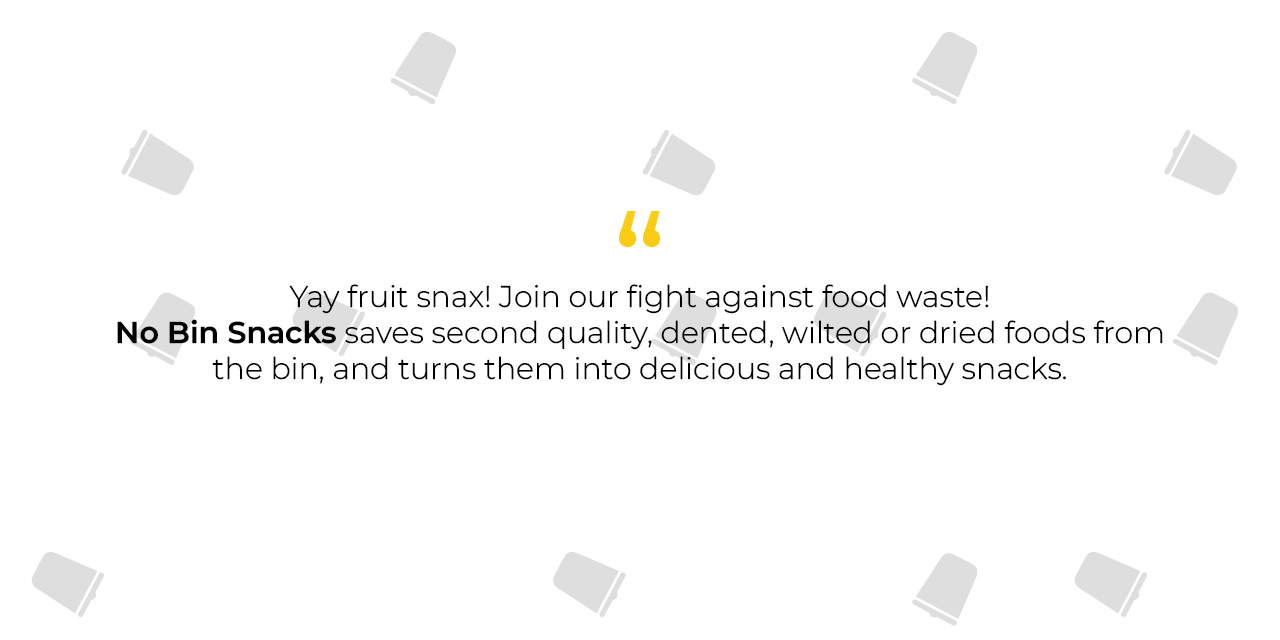 “
Yay fruit snax! Join our fight against food waste!
No Bin Snacks saves second quality, dented, wilted or dried foods from
the bin, and turns them into delicious and healthy snacks.